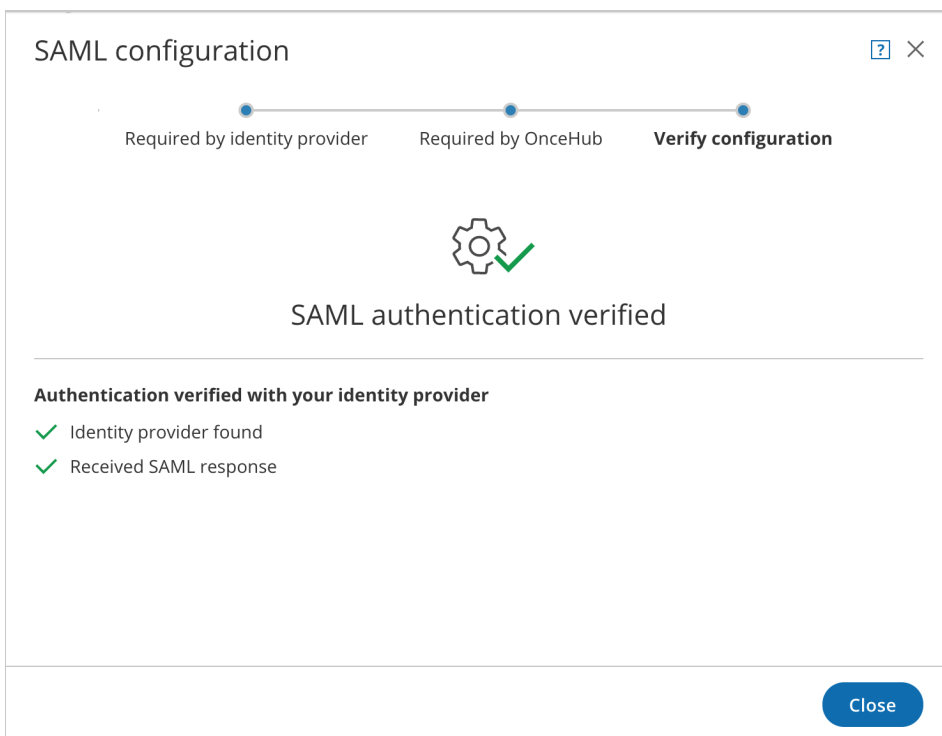 SAML configuration
?
Required by identity provider
Required by OnceHub
Verify configuration
SAML authentication verified
Authentication verified with your identity provider
Identity provider found
Received SAML response
Close